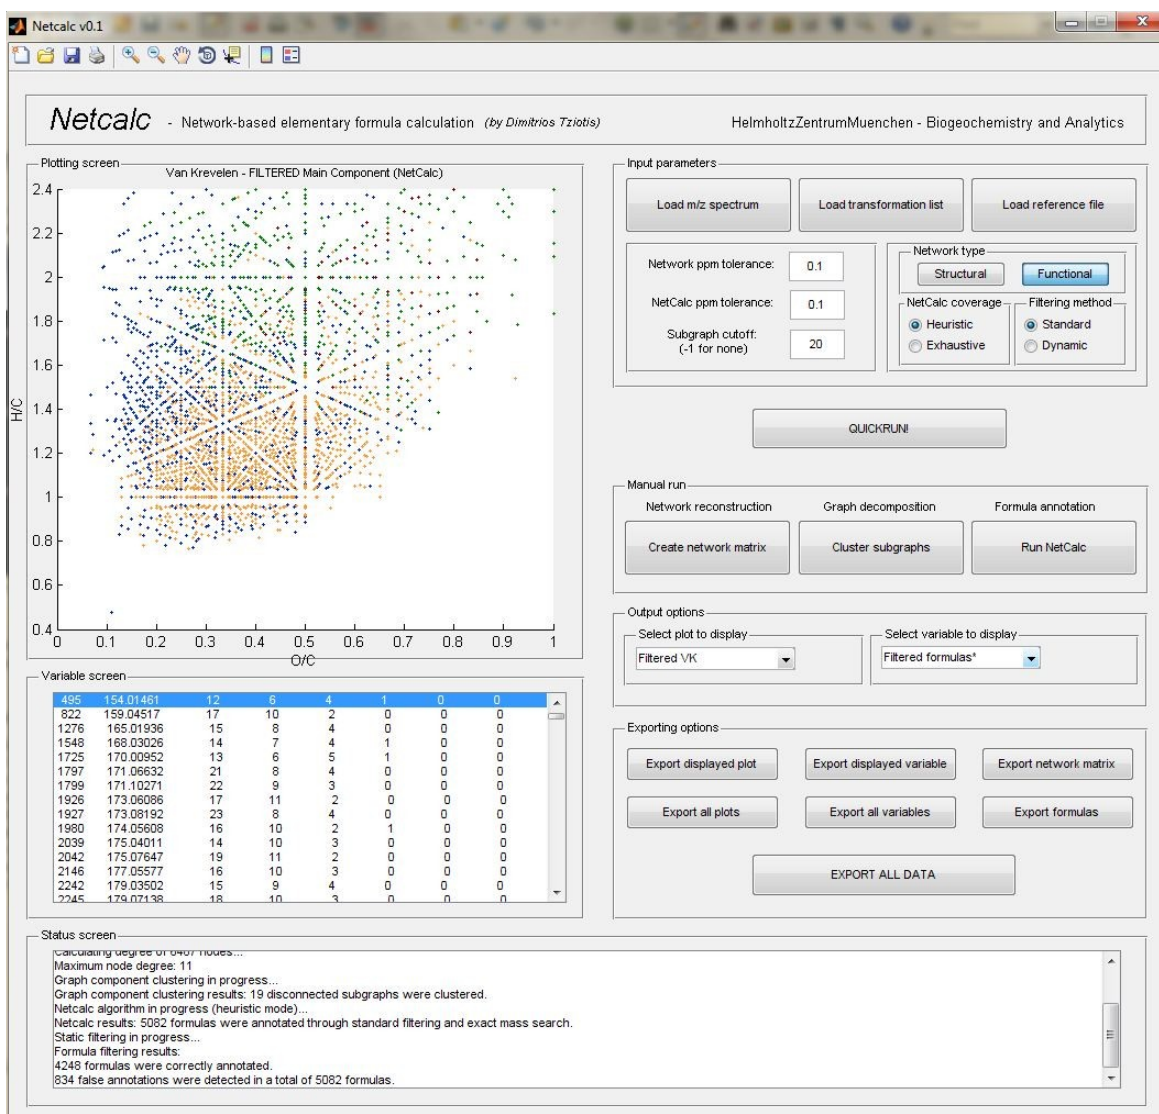 Netcalc v0.1
Netcalc - Network-based elementary formula calculation (by Dimitrios Tziotis) HelmholtzZentrumMuenchen - Biogeochemistry and Analytics
Plotting screen
Van Krevelen - FILTERED Main Component (NetCalc)
2.4
2.2
2
1.8
1.6
1.4
1.2
1
0.8
0.6
0.4
H/C
0 0.1 0.2 0.3 0.4 0.5 0.6 0.7 0.8 0.9 1
O/C
Variable screen
495 154.01461 12 6 4 1 0 0
822 159.04517 17 10 2 0 0 0
1276 165.01936 15 8 4 0 0 0
1548 168.03026 14 7 4 1 0 0
1725 170.00952 13 6 5 1 0 0
1797 171.06632 21 8 4 0 0 0
1799 171.10271 22 9 3 0 0 0
1926 173.06086 17 11 2 0 0 0
1927 173.08192 23 8 4 0 0 0
1980 174.05608 16 10 2 1 0 0
2039 175.04011 14 10 3 0 0 0
2042 175.07647 19 11 2 0 0 0
2146 177.05577 16 10 3 0 0 0
2242 179.03502 15 9 4 0 0 0
2245 179.07138 18 10 3 0 0 0
Input parameters
Load m/z spectrum Load transformation list Load reference file
Network ppm tolerance: 0.1
NetCalc ppm tolerance: 0.1
Subgraph cutoff:
(-1 for none) 20
Network type
Structural Functional
NetCalc coverage
Heuristic
Exhaustive
Filtering method
Standard
Dynamic
QUICKRUN!
Manual run
Network reconstruction Graph decomposition Formula annotation
Create network matrix Cluster subgraphs Run NetCalc
Output options
Select plot to display Select variable to display
Filtered VK Filtered formulas*
Exporting options
Export displayed plot Export displayed variable Export network matrix
Export all plots Export all variables Export formulas
EXPORT ALL DATA
Status screen
Calculating degree of 6467 nodes...
Maximum node degree: 11
Graph component clustering in progress...
Graph component clustering results: 19 disconnected subgraphs were clustered.
Netcalc algorithm in progress (heuristic mode)...
Netcalc results: 5082 formulas were annotated through standard filtering and exact mass search.
Static filtering in progress...
Formula filtering results:
4248 formulas were correctly annotated.
834 false annotations were detected in a total of 5082 formulas.